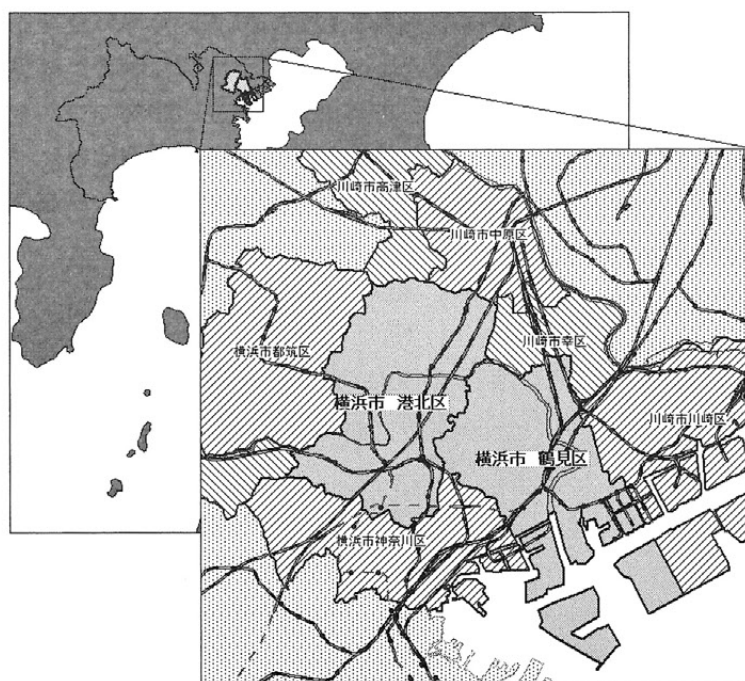 川崎市高津区
川崎市中原区
川崎市幸区
横浜市都筑区
横浜市 港北区
川崎市川崎区
横浜市 鶴見区
横浜市神奈川区